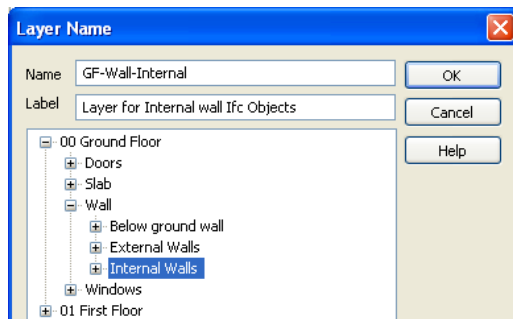 Layer Name
Name GF-Wall-Internal OK
Label Layer for Internal wall Ifc Objects Cancel
Help
00 Ground Floor
Doors
Slab
Wall
Below ground wall
External Walls
Internal Walls
Windows
01 First Floor